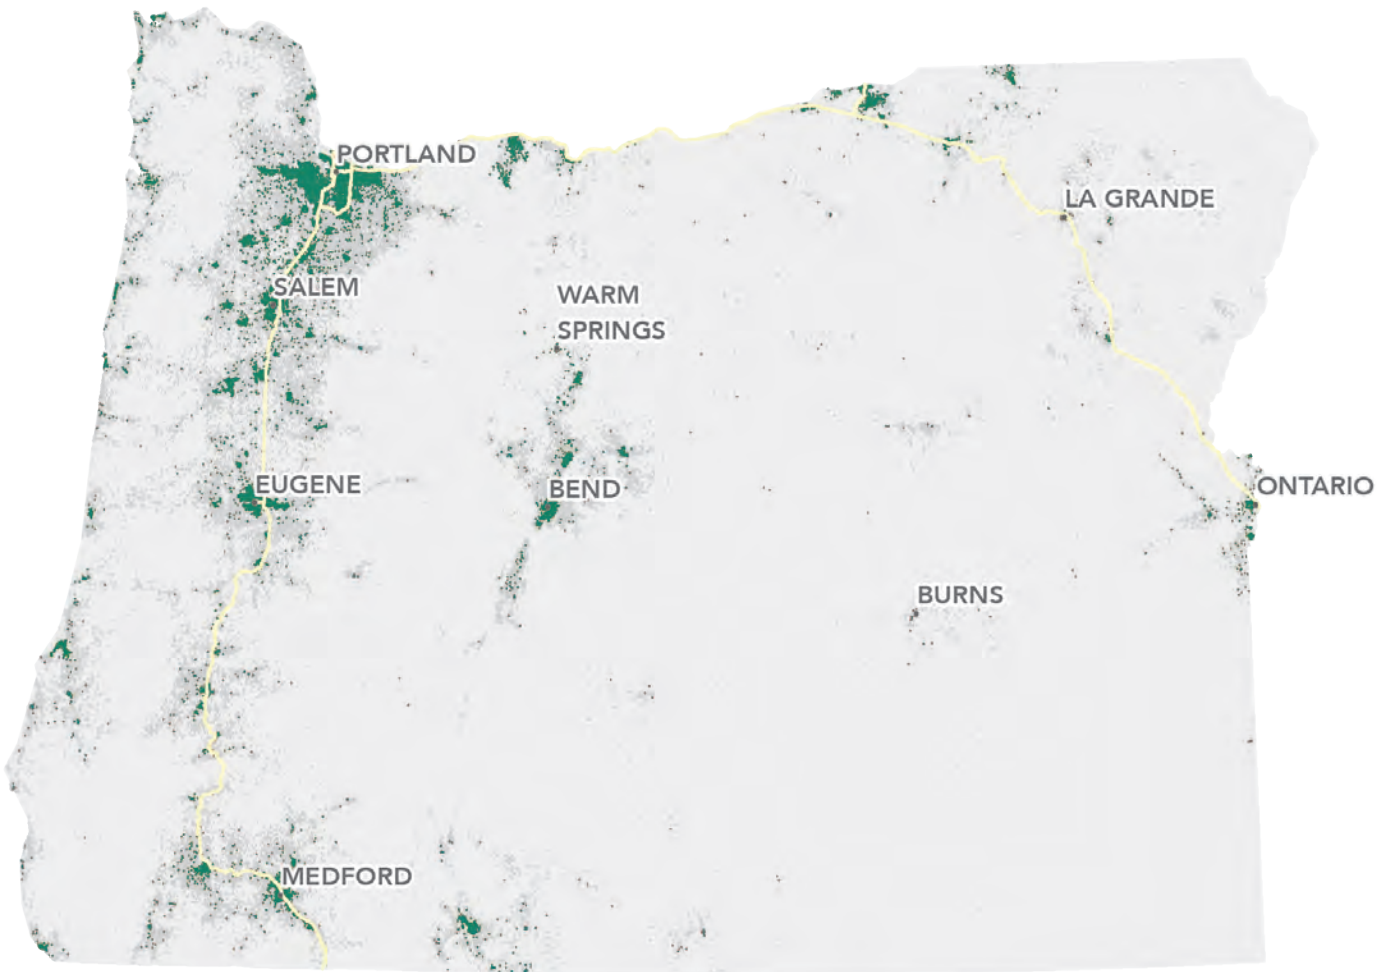 PORTLAND
LA GRANDE
SALEM
WARM
SPRINGS
EUGENE
BEND
ONTARIO
BURNS
MEDFORD